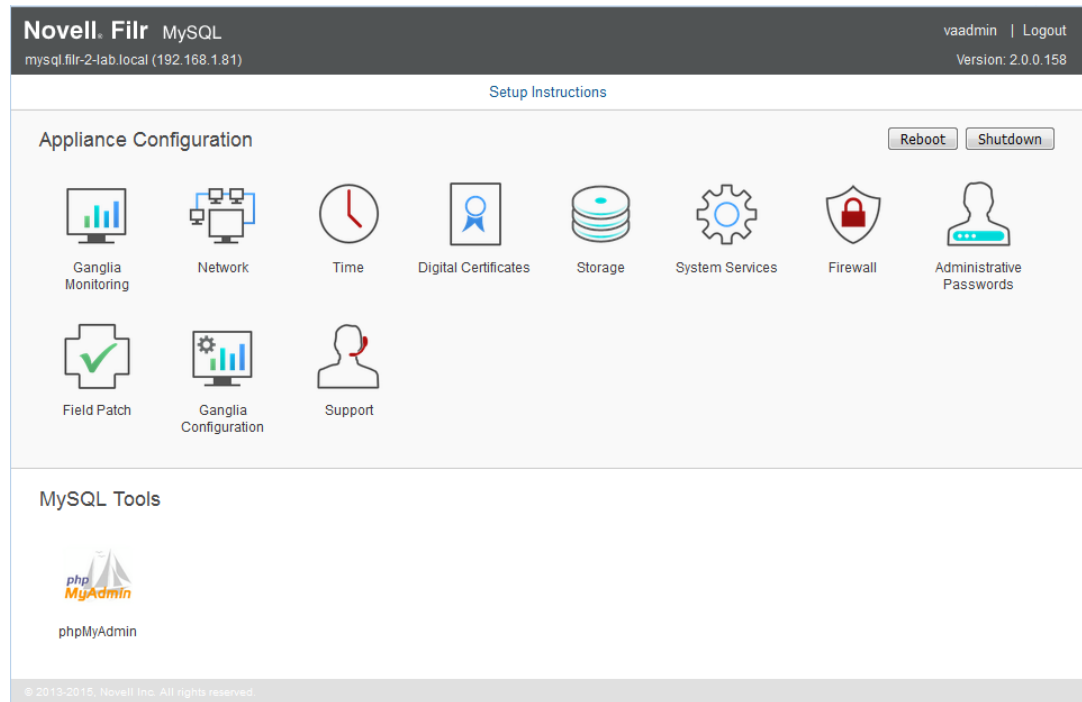 Novell. Filr MySQL
vaadmin | Logout
mysql.filr-2-lab.local (192.168.1.81)
Version: 2.0.0.158
Setup Instructions
Appliance Configuration
Reboot
Shutdown
Ganglia Monitoring
Network
Time
Digital Certificates
Storage
System Services
Firewall
Administrative Passwords
Field Patch
Ganglia Configuration
Support
MySQL Tools
php
MyAdmin
phpMyAdmin
© 2013-2015, Novell Inc. All rights reserved.